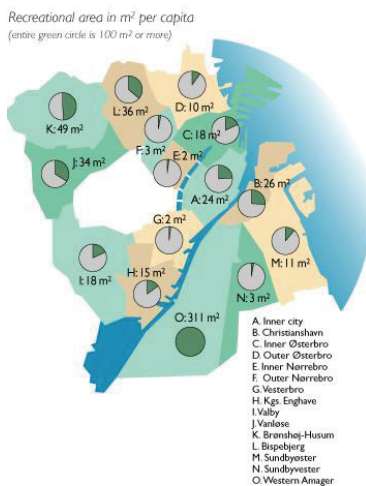 Recreational area in m² per capita
(entire green circle is 100 m² or more)
L: 36 m²
D: 10 m²
K: 49 m²
C: 18 m²
F: 3 m²
E: 2 m²
J: 34 m²
B: 26 m²
A: 24 m²
G: 2 m²
M: 11 m²
H: 15 m²
I: 18 m²
N: 3 m²
O: 311 m²
A. Inner city
B. Christianshavn
C. Inner Østerbro
D. Outer Østerbro
E. Inner Nørrebro
F. Outer Nørrebro
G. Vesterbro
H. Kgs. Enghave
I. Valby
J. Vanløse
K. Brønshøj-Husum
L. Bispebjerg
M. Sundbyøster
N. Sundbyvester
O. Western Amager